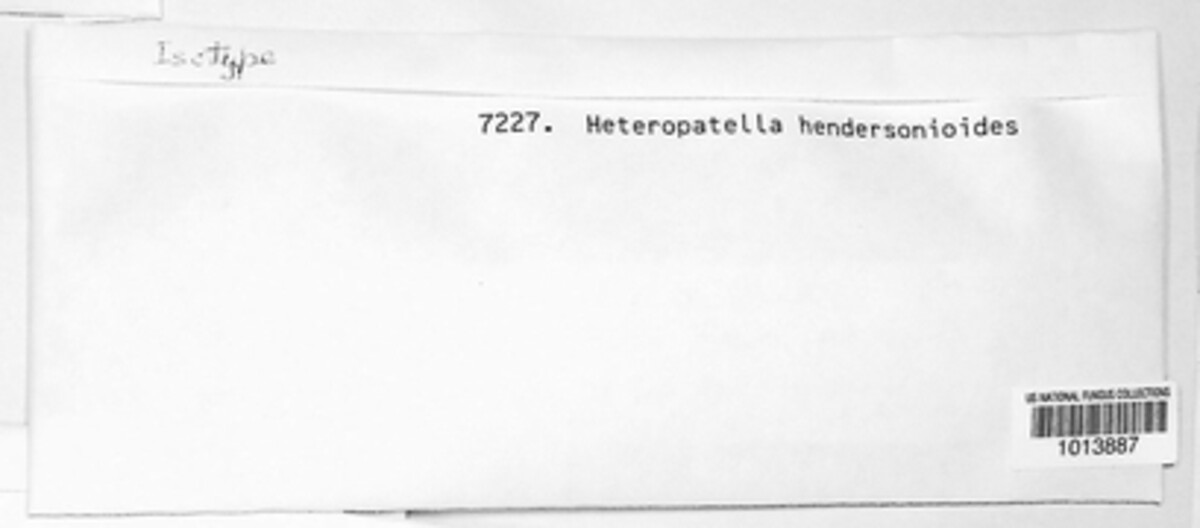 Isotype
7227. Heteropatella hendersonioides
US NATIONAL FUNGUS COLLECTIONS
1013887